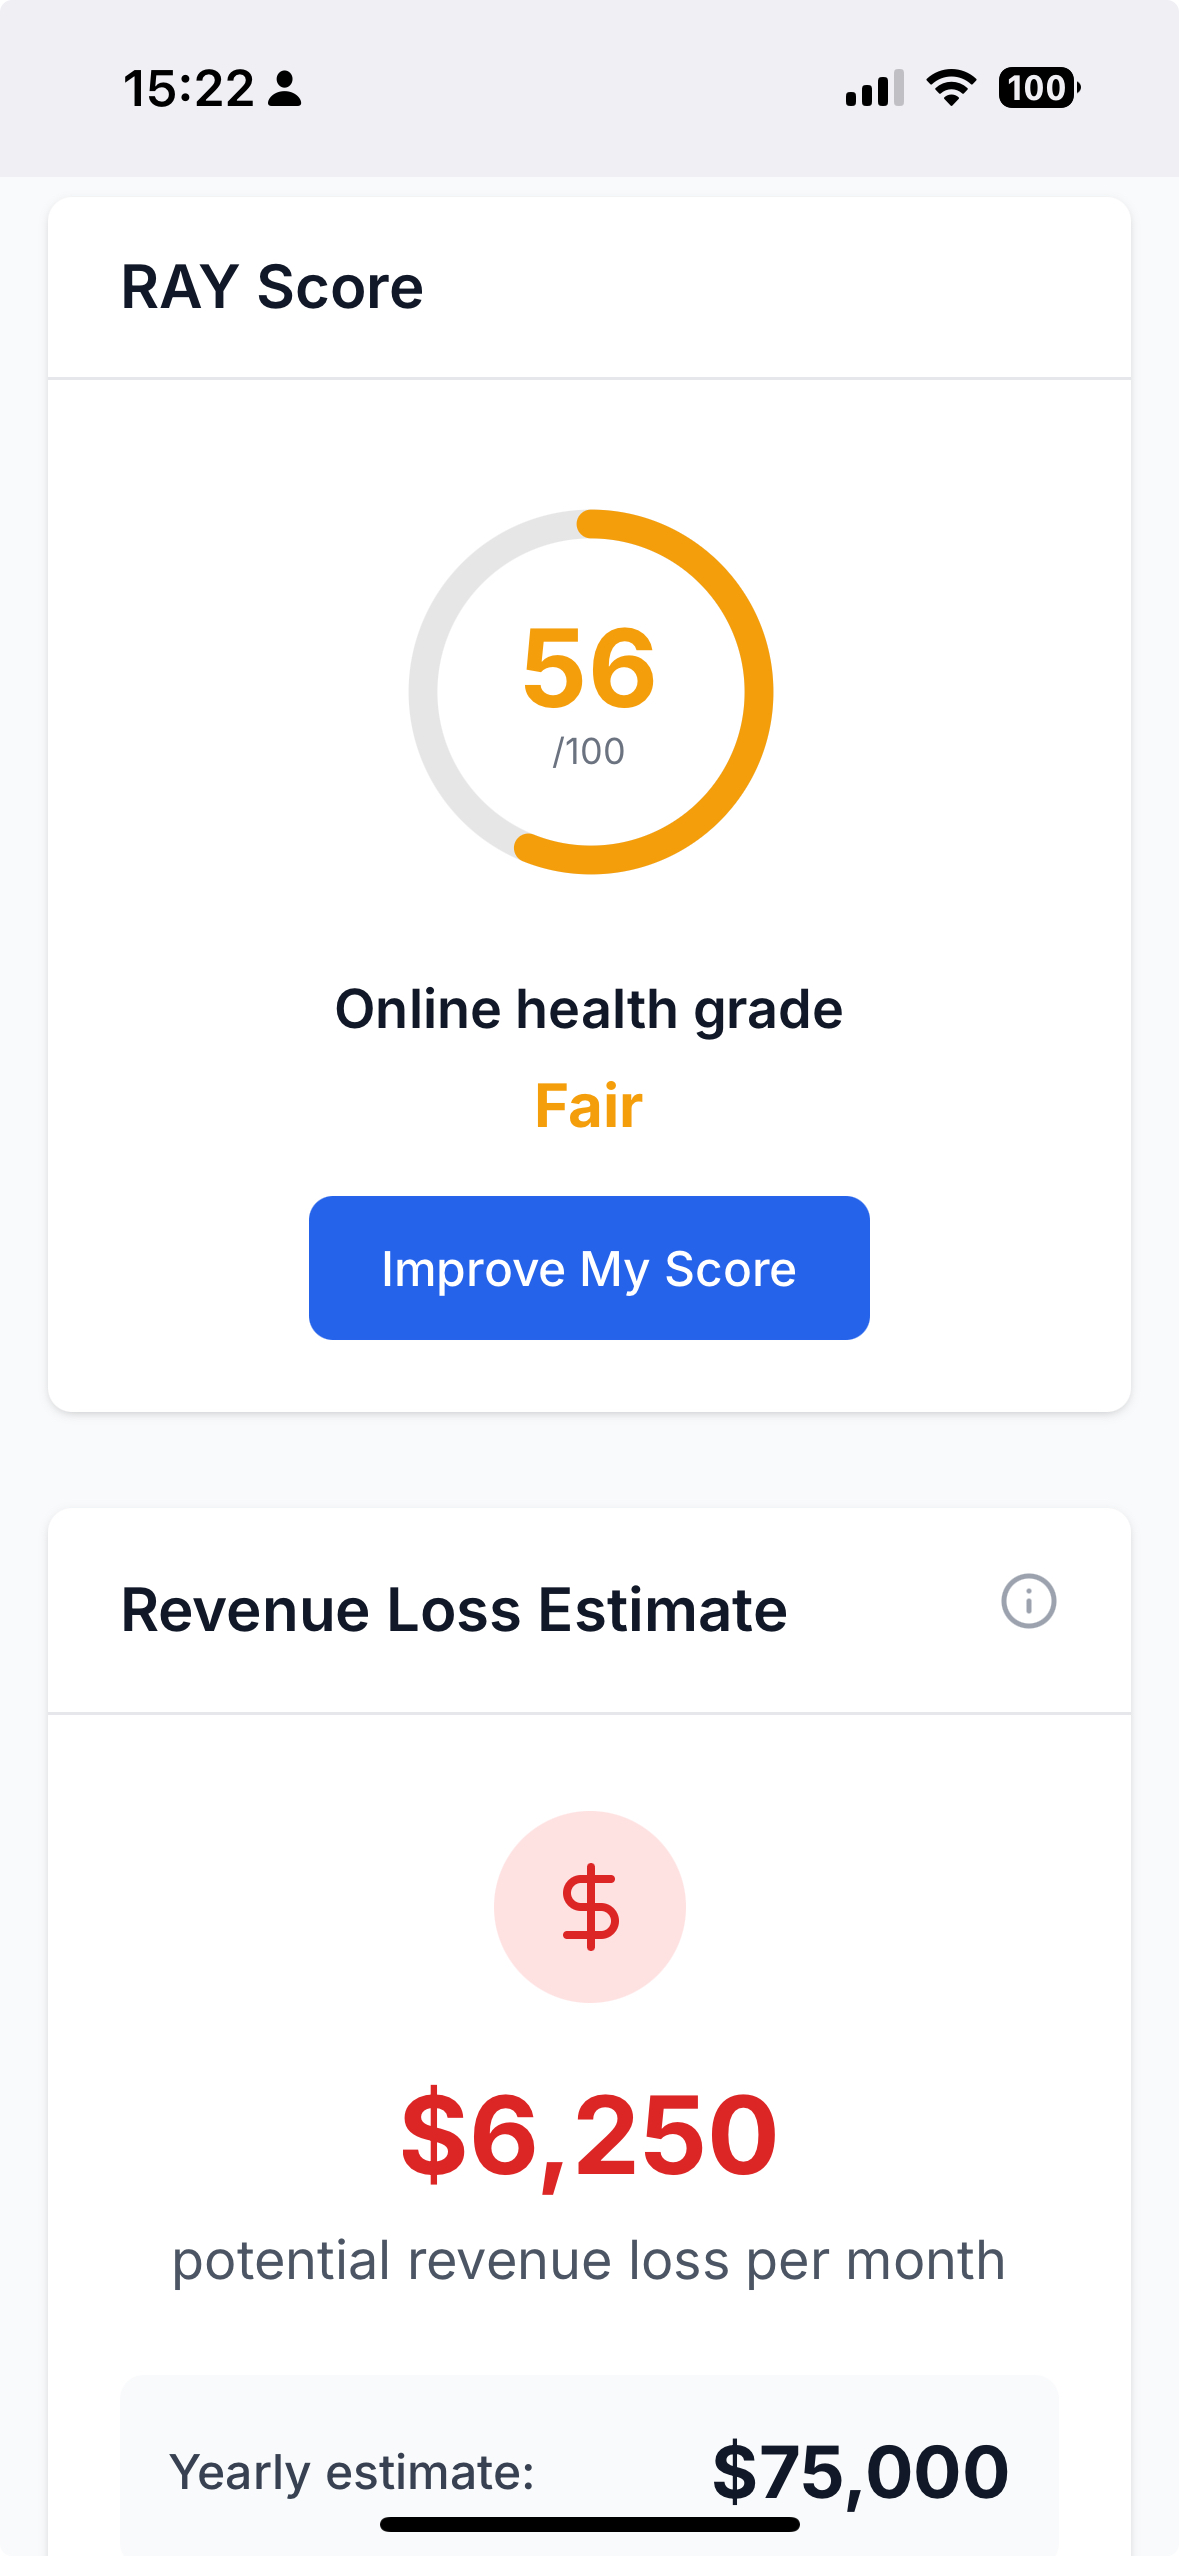 15:22
100
RAY Score
56
/100
Online health grade
Fair
Improve My Score
Revenue Loss Estimate
$6,250
potential revenue loss per month
Yearly estimate: $75,000